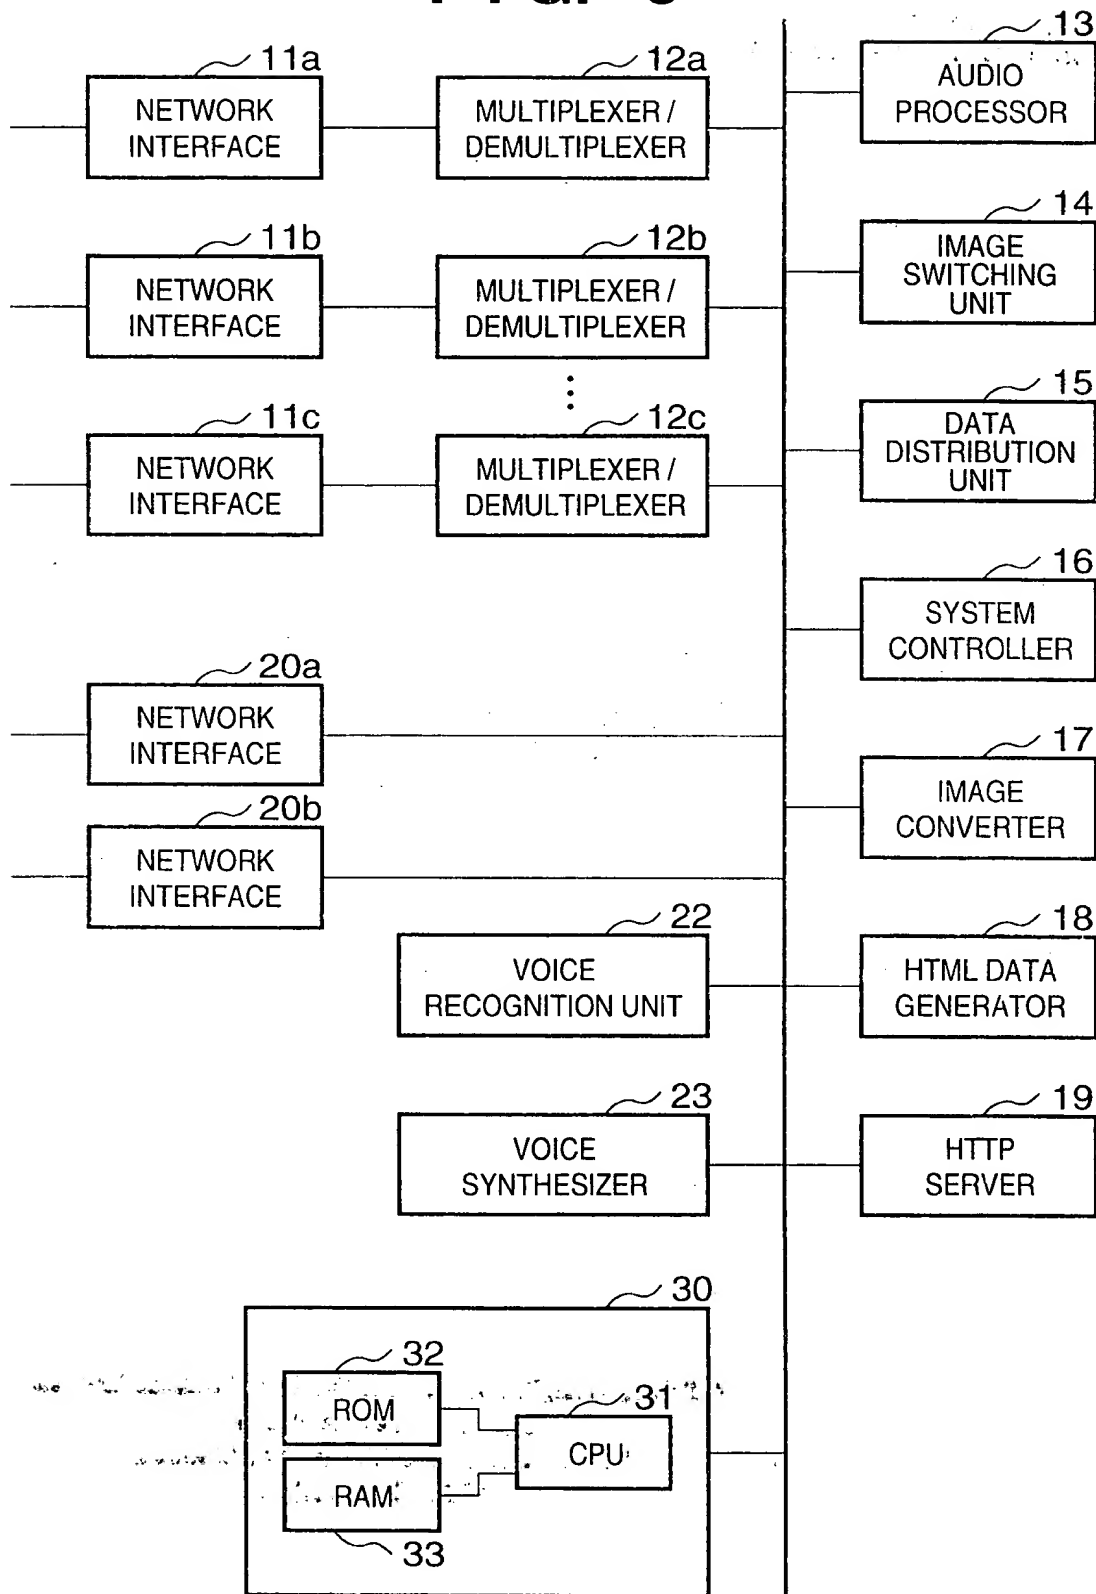 11a
NETWORK
INTERFACE
12a
MULTIPLEXER /
DEMULTIPLEXER
13
AUDIO
PROCESSOR
11b
NETWORK
INTERFACE
12b
MULTIPLEXER /
DEMULTIPLEXER
14
IMAGE
SWITCHING
UNIT
11c
NETWORK
INTERFACE
12c
MULTIPLEXER /
DEMULTIPLEXER
15
DATA
DISTRIBUTION
UNIT
16
SYSTEM
CONTROLLER
20a
NETWORK
INTERFACE
17
IMAGE
CONVERTER
20b
NETWORK
INTERFACE
22
VOICE
RECOGNITION UNIT
18
HTML DATA
GENERATOR
23
VOICE
SYNTHESIZER
19
HTTP
SERVER
30
32
ROM
31
CPU
RAM
33